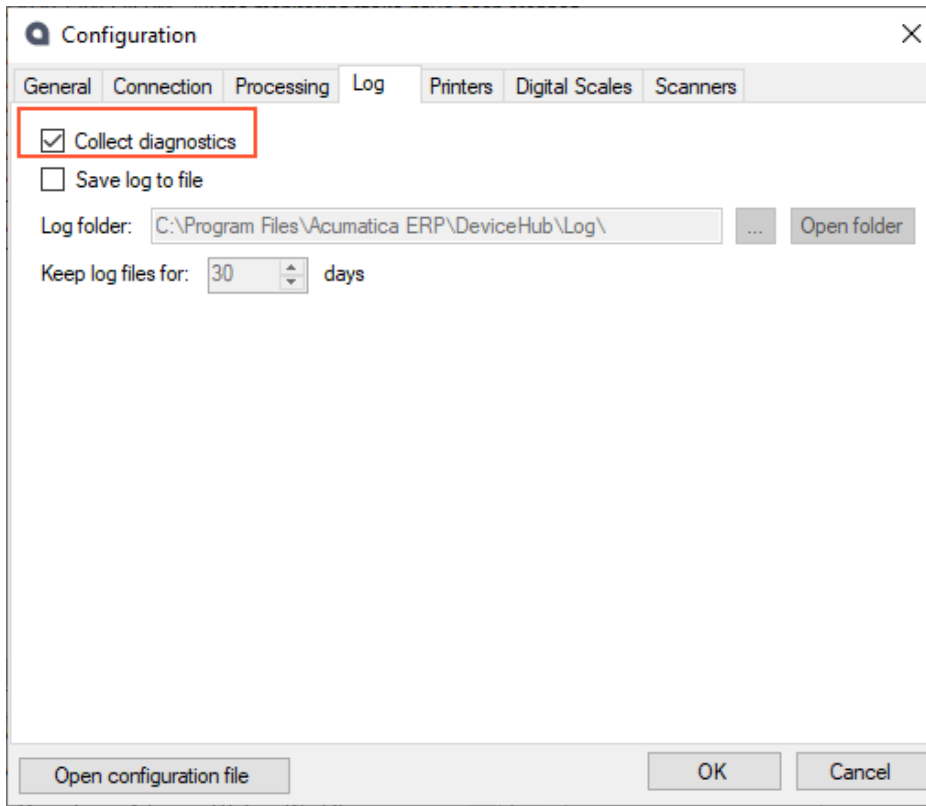 Configuration
General Connection Processing Log Printers Digital Scales Scanners
Collect diagnostics
Save log to file
Log folder: C:\Program Files\Acumatica ERP\DeviceHub\Log\ ... Open folder
Keep log files for: 30 days
Open configuration file OK Cancel